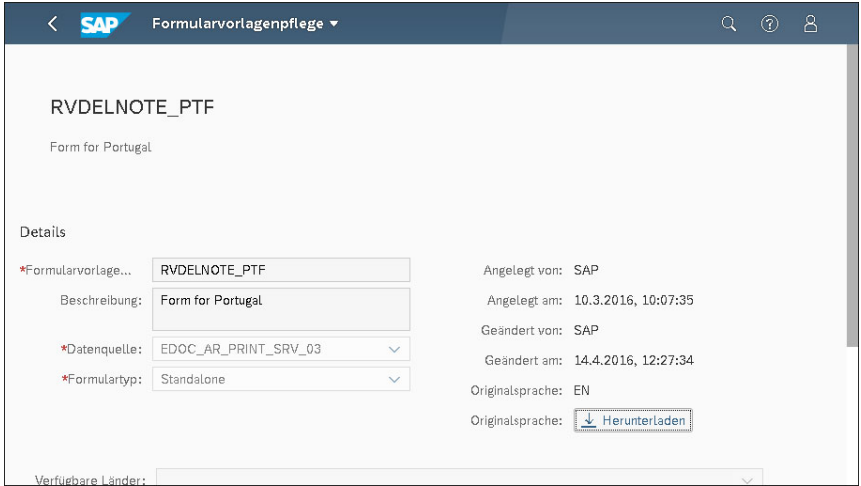 SAP Formularvorlagenpflege
RVDELNOTE_PTF
Form for Portugal
Details
*Formularvorlage... RVDELNOTE_PTF
Beschreibung: Form for Portugal
*Datenquelle: EDOC_AR_PRINT_SRV_03
*Formulartyp: Standalone
Angelegt von: SAP
Angelegt am: 10.3.2016, 10:07:35
Geändert von: SAP
Geändert am: 14.4.2016, 12:27:34
Originalsprache: EN
Originalsprache: Herunterladen
Verfügbare Länder: